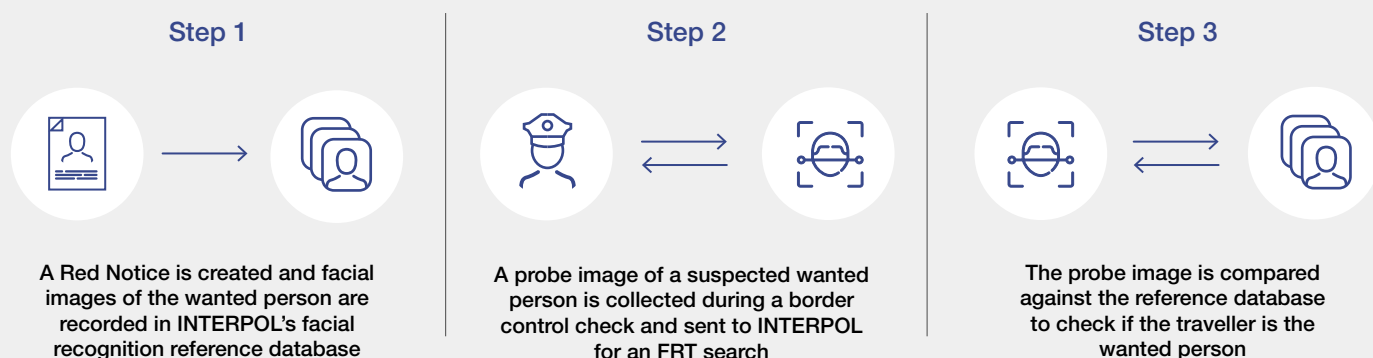 Step 1
A Red Notice is created and facial
images of the wanted person are
recorded in INTERPOL's facial
recognition reference database
Step 2
A probe image of a suspected wanted
person is collected during a border
control check and sent to INTERPOL
for an FRT search
Step 3
The probe image is compared
against the reference database
to check if the traveller is the
wanted person